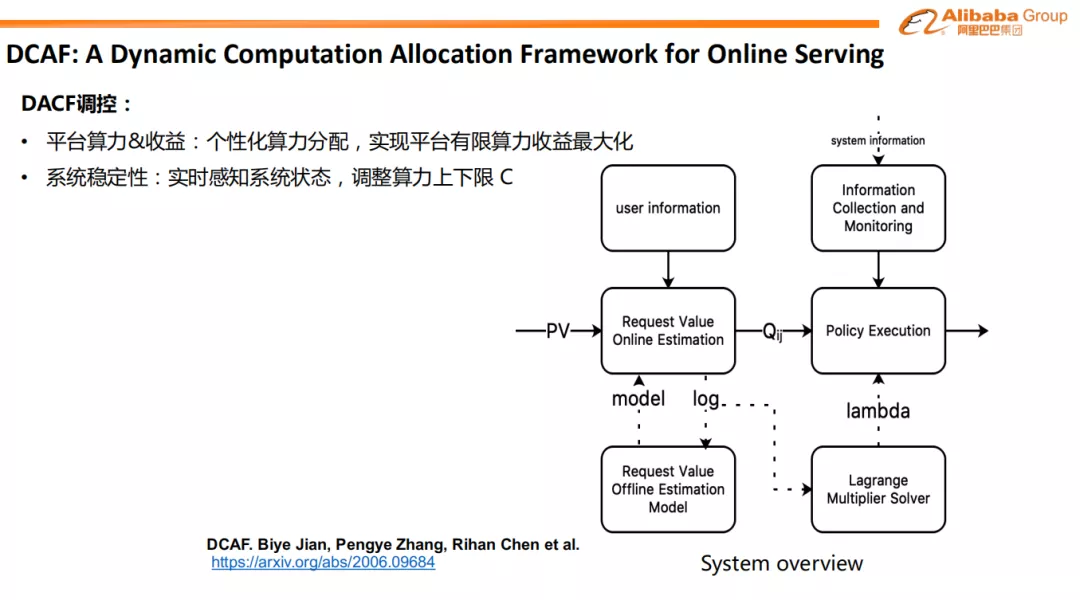 Alibaba Group
阿里巴巴集团
DCAF: A Dynamic Computation Allocation Framework for Online Serving
DACF调控：
• 平台算力&收益：个性化算力分配，实现平台有限算力收益最大化
• 系统稳定性：实时感知系统状态，调整算力上下限 C
system information
user information
Information
Collection and
Monitoring
PV
Request Value
Online Estimation
Qij
Policy Execution
model
log
lambda
Request Value
Offline Estimation
Model
Lagrange
Multiplier Solver
DCAF. Biye Jian, Pengye Zhang, Rihan Chen et al.
https://arxiv.org/abs/2006.09684
System overview